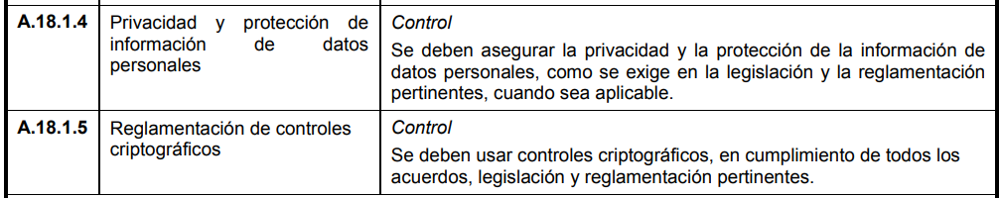 A.18.1.4
Privacidad y protección de
información de datos
personales
Control
Se deben asegurar la privacidad y la protección de la información de
datos personales, como se exige en la legislación y la reglamentación
pertinentes, cuando sea aplicable.
A.18.1.5
Reglamentación de controles
criptográficos
Control
Se deben usar controles criptográficos, en cumplimiento de todos los
acuerdos, legislación y reglamentación pertinentes.